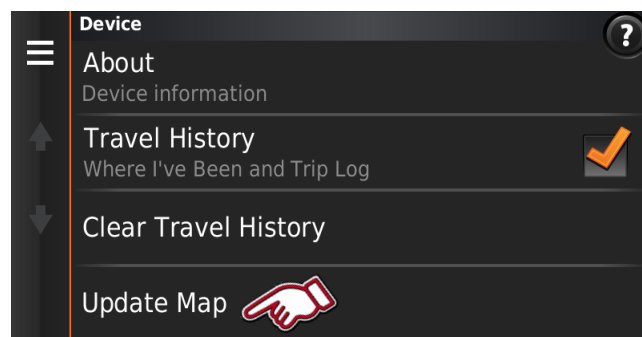 Device
?
About
Device information
Travel History
Where I've Been and Trip Log
Clear Travel History
Update Map